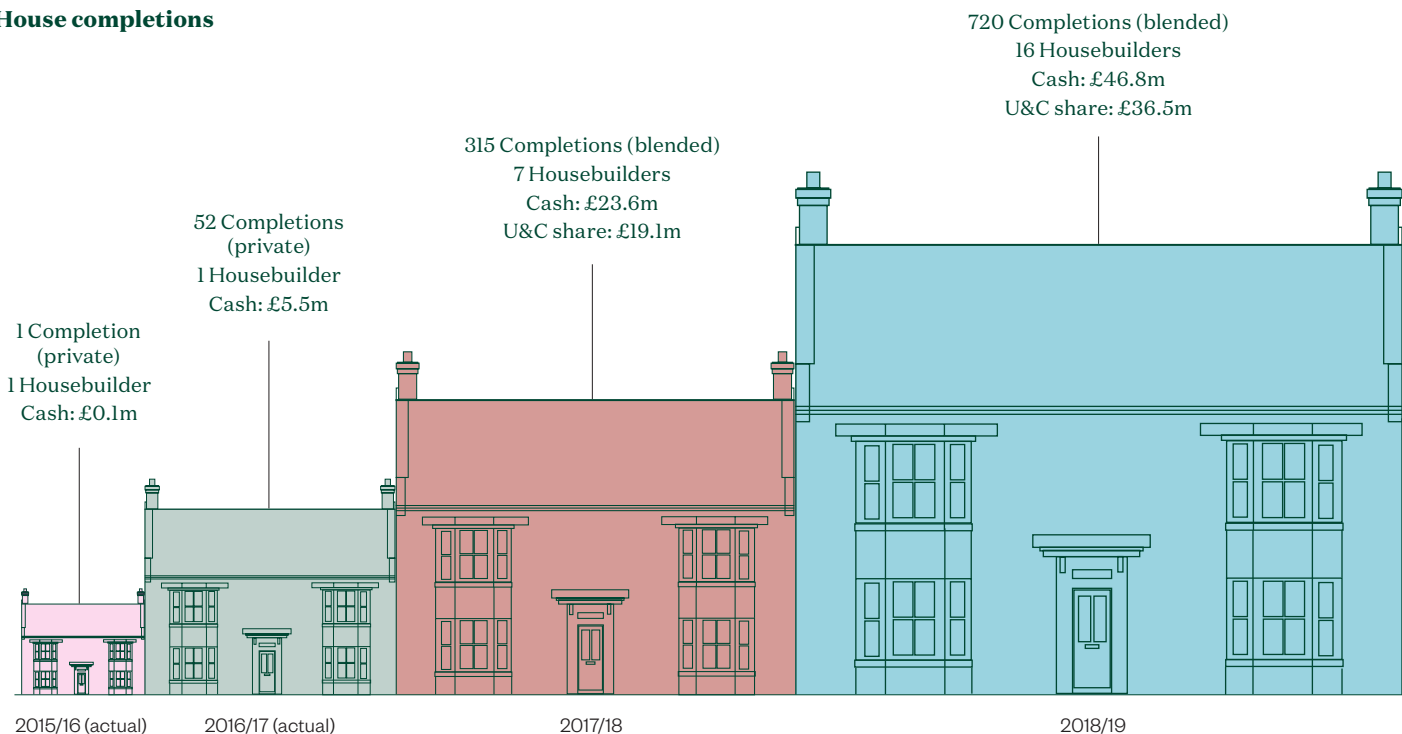 House completions
1 Completion
(private)
1 Housebuilder
Cash: £0.1m
52 Completions
(private)
1 Housebuilder
Cash: £5.5m
315 Completions (blended)
7 Housebuilders
Cash: £23.6m
U&C share: £19.1m
720 Completions (blended)
16 Housebuilders
Cash: £46.8m
U&C share: £36.5m
2015/16 (actual)
2016/17 (actual)
2017/18
2018/19